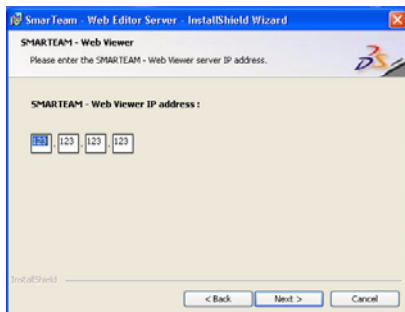 SmarTeam - Web Editor Server - InstallShield Wizard
SMARTEAM - Web Viewer
Please enter the SMARTEAM - Web Viewer server IP address.
SMARTEAM - Web Viewer IP address :
123 . 123 . 123 . 123
InstallShield
< Back Next > Cancel